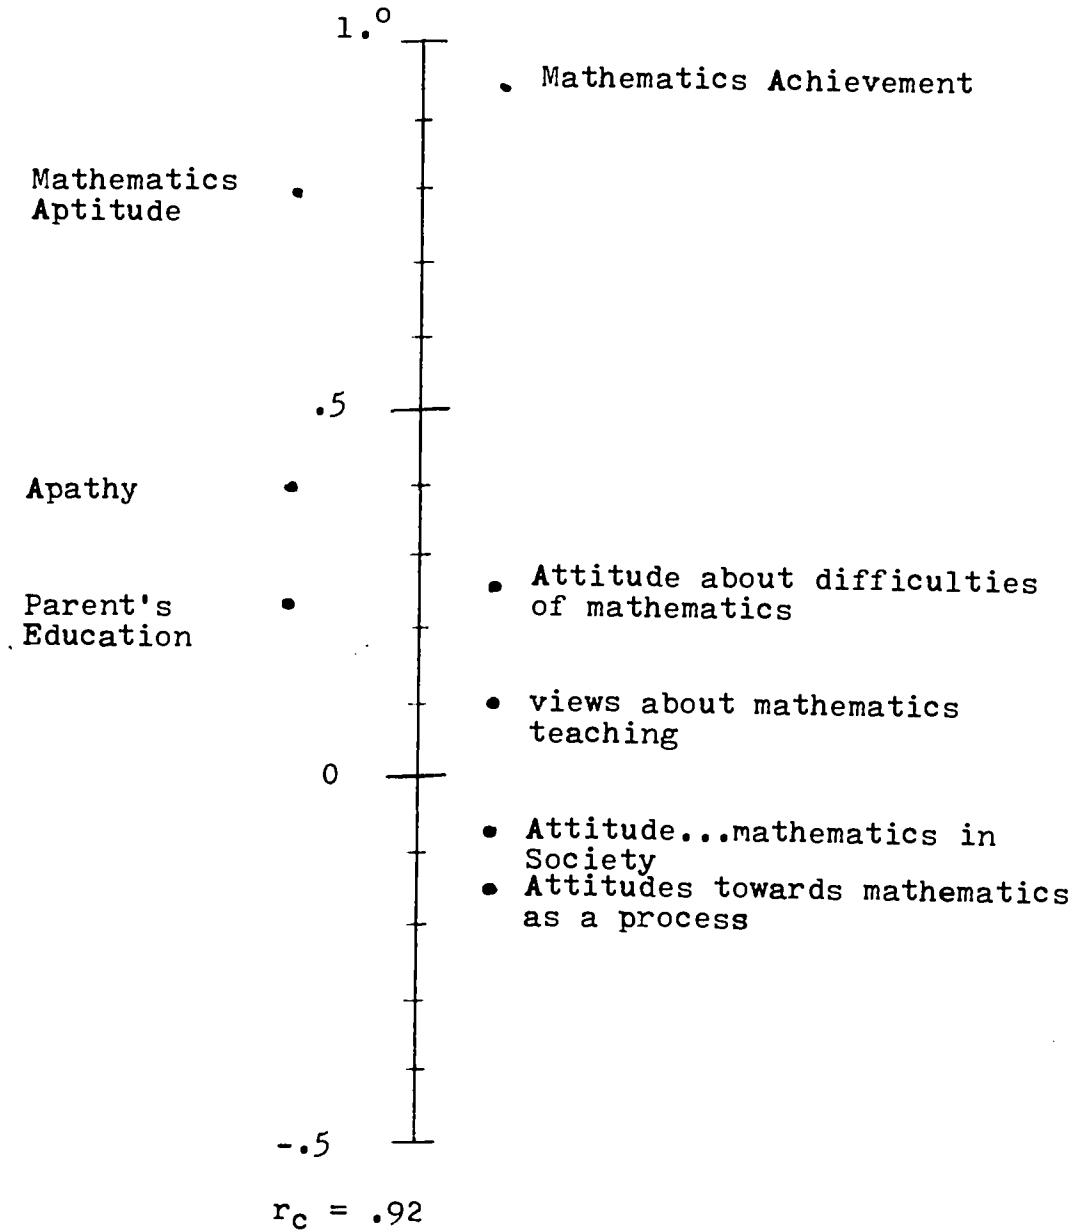 1.0
Mathematics Achievement
Mathematics
Aptitude
.5
Apathy
Attitude about difficulties
of mathematics
Parent's
Education
views about mathematics
teaching
0
Attitude...mathematics in
Society
Attitudes towards mathematics
as a process
-.5
rc = .92